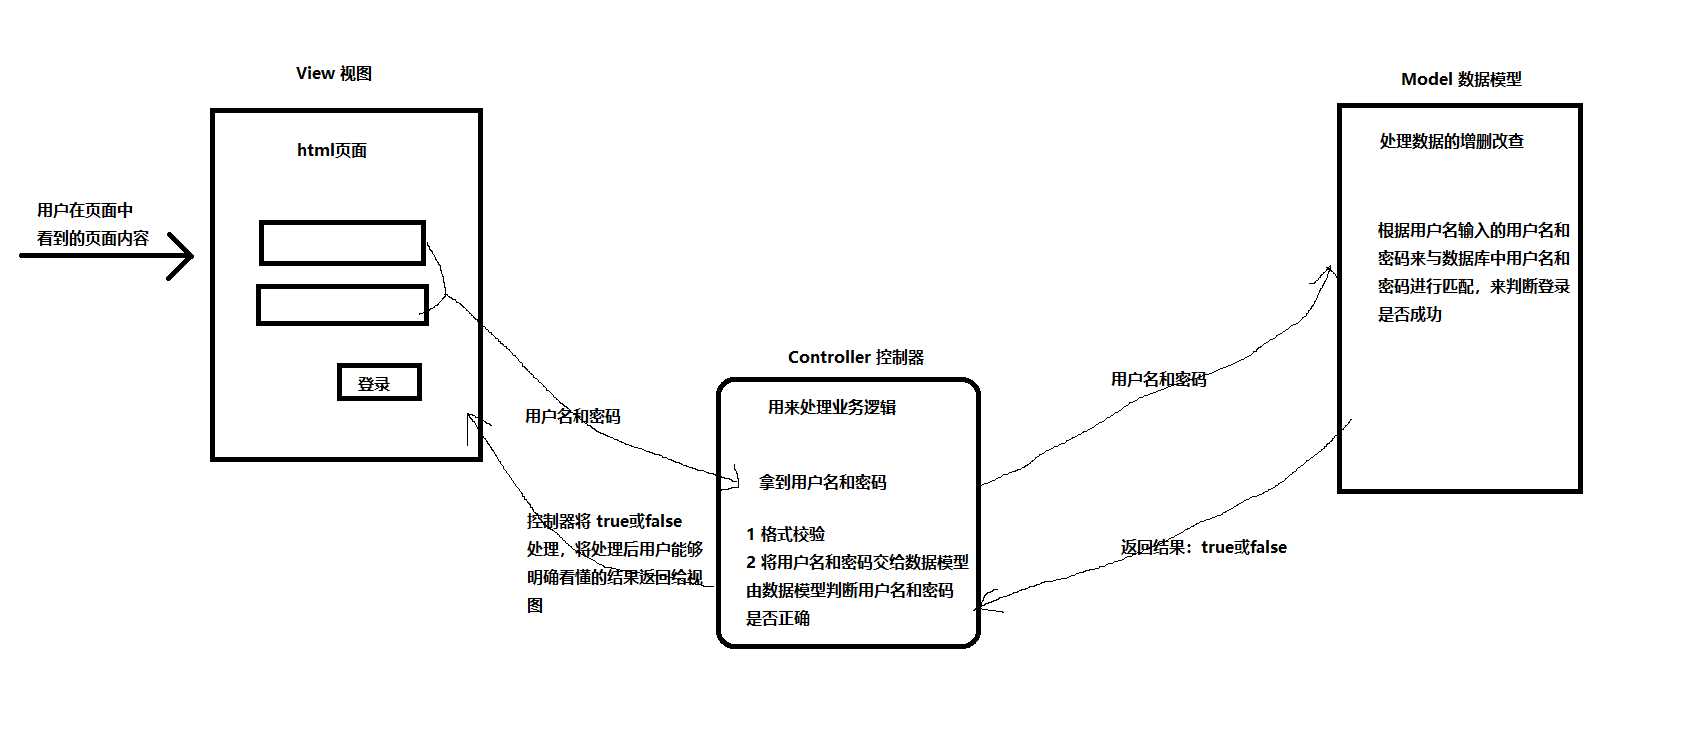 View 视图
html页面
用户在页面中
看到的页面内容
登录
用户名和密码
控制器将 true或false
处理，将处理后用户能够
明确看懂的结果返回给视
图
Controller 控制器
用来处理业务逻辑
拿到用户名和密码
1 格式校验
2 将用户名和密码交给数据模型
由数据模型判断用户名和密码
是否正确
用户名和密码
返回结果：true或false
Model 数据模型
处理数据的增删改查
根据用户名输入的用户名和
密码来与数据库中用户名和
密码进行匹配，来判断登录
是否成功